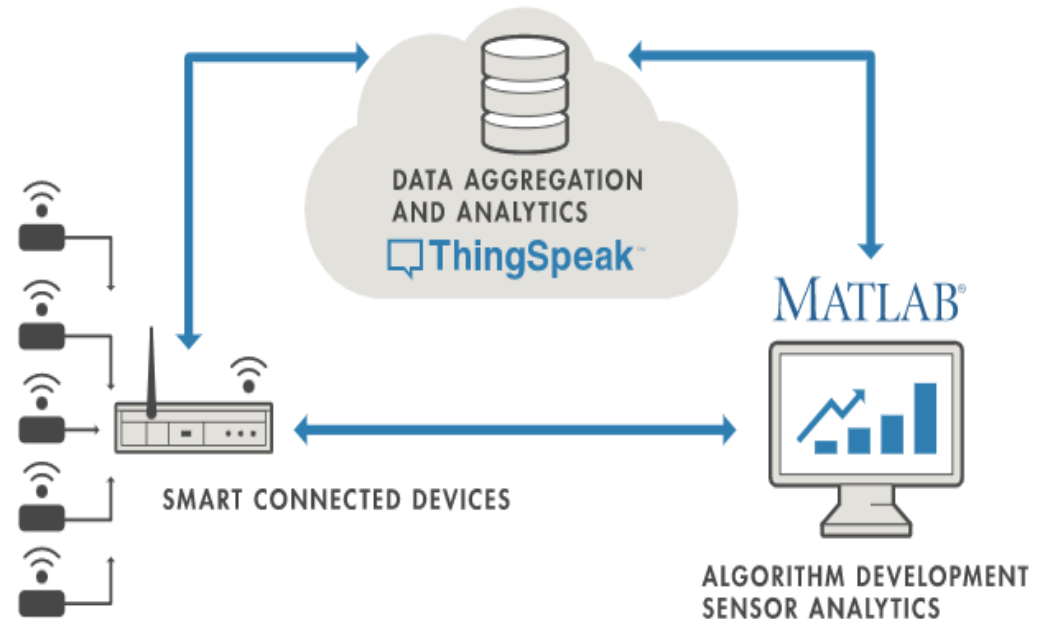 DATA AGGREGATION
AND ANALYTICS
ThingSpeak™
MATLAB®
SMART CONNECTED DEVICES
ALGORITHM DEVELOPMENT
SENSOR ANALYTICS